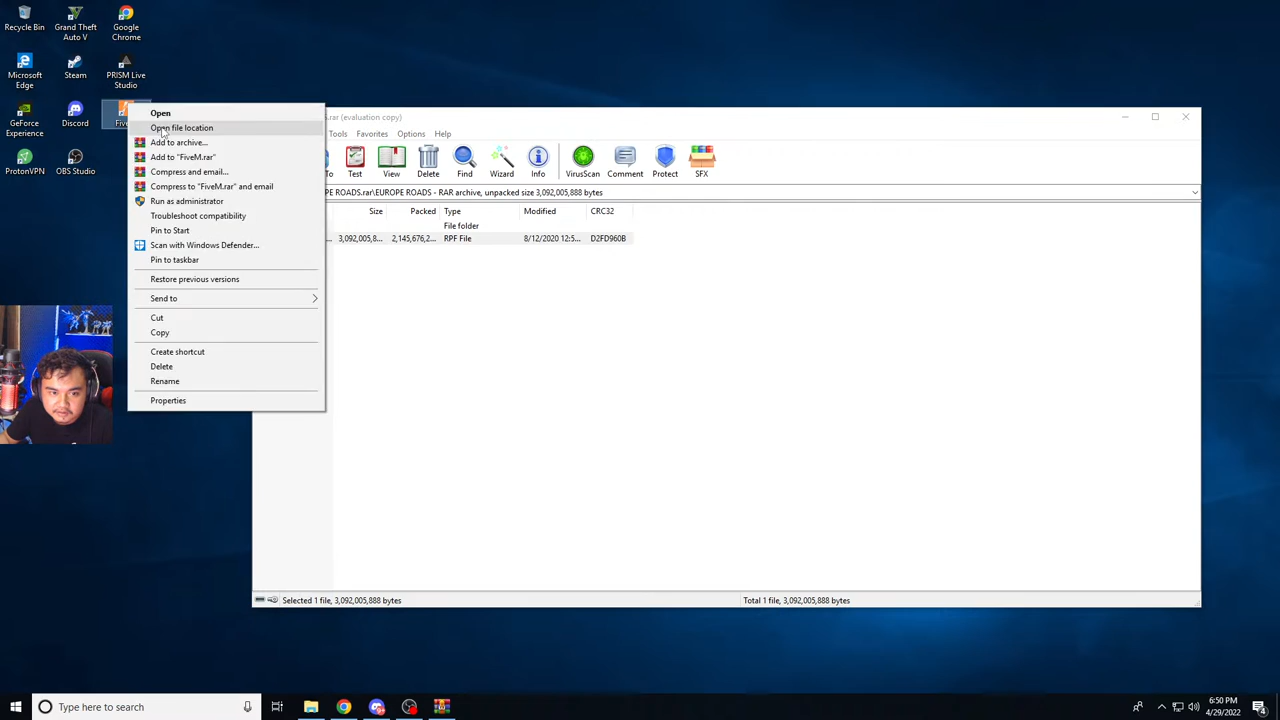 Recycle Bin
Grand Theft
Auto V
Google
Chrome
Microsoft
Edge
Steam
PRISM Live
Studio
GeForce
Experience
Discord
Five
ProtonVPN
OBS Studio
Open
Open file location
Add to archive...
Add to "FiveM.rar"
Compress and email...
Compress to "FiveM.rar" and email
Run as administrator
Troubleshoot compatibility
Pin to Start
Scan with Windows Defender...
Pin to taskbar
Restore previous versions
Send to
Cut
Copy
Create shortcut
Delete
Rename
Properties
.rar (evaluation copy)
Tools Favorites Options Help
To Test View Delete Find Wizard Info VirusScan Comment Protect SFX
PE ROADS.rar\EUROPE ROADS - RAR archive, unpacked size 3,092,005,888 bytes
Size Packed Type Modified CRC32
File folder
3,092,005,8... 2,145,676,2... RPF File 8/12/2020 12:5... D2FD960B
Selected 1 file, 3,092,005,888 bytes
Total 1 file, 3,092,005,888 bytes
Type here to search
6:50 PM
4/29/2022
4